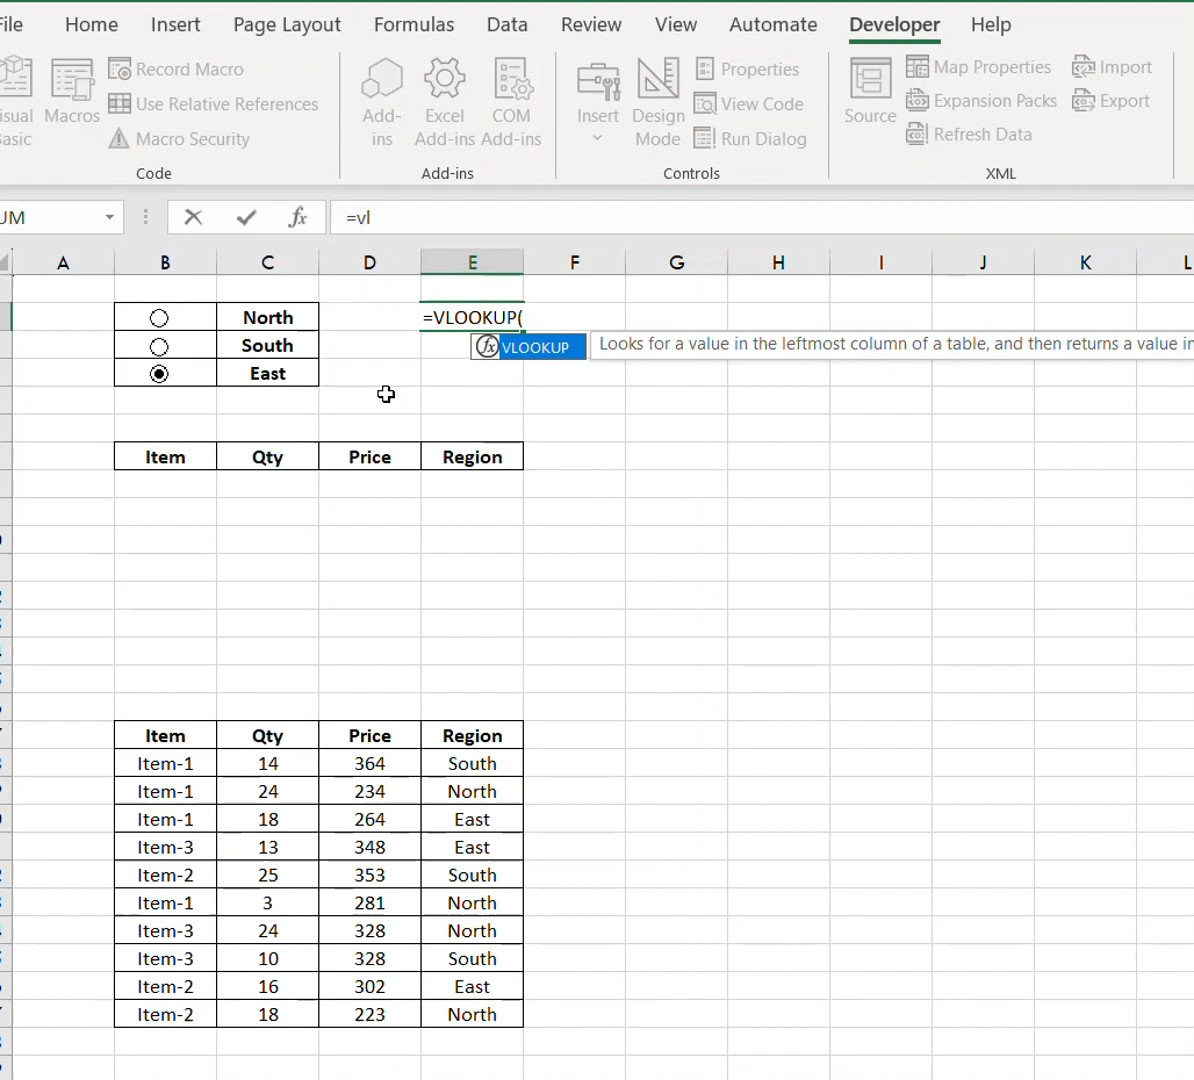 File Home Insert Page Layout Formulas Data Review View Automate Developer Help
Record Macro
Use Relative References
Macro Security
Macros
Code
Add-
ins
Excel
Add-ins
COM
Add-ins
Add-ins
Insert
Design
Mode
Properties
View Code
Run Dialog
Controls
Source
Map Properties
Expansion Packs
Refresh Data
Import
Export
XML
UM =vl
A B C D E F G H I J K L
North =VLOOKUP(
South VLOOKUP Looks for a value in the leftmost column of a table, and then returns a value in
East
Item Qty Price Region
Item Qty Price Region
Item-1 14 364 South
Item-1 24 234 North
Item-1 18 264 East
Item-3 13 348 East
Item-2 25 353 South
Item-1 3 281 North
Item-3 24 328 North
Item-3 10 328 South
Item-2 16 302 East
Item-2 18 223 North